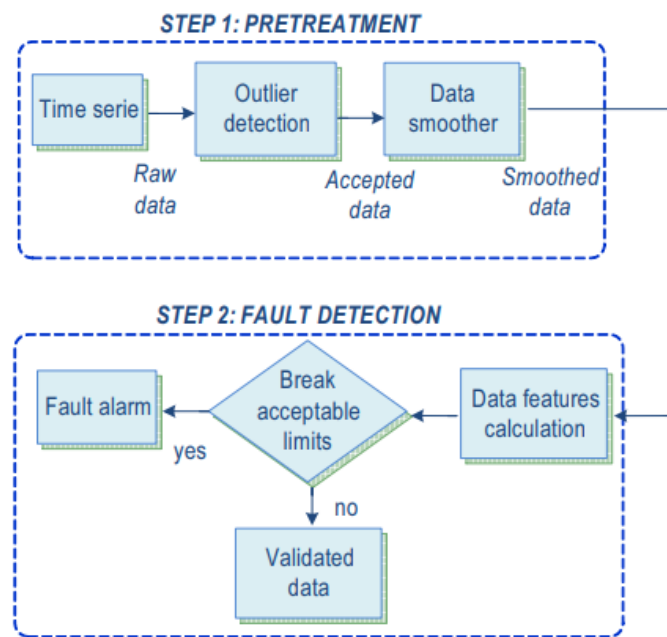 STEP 1: PRETREATMENT
Time serie
Outlier
detection
Data
smoother
Raw
data
Accepted
data
Smoothed
data
STEP 2: FAULT DETECTION
Fault alarm
Break
acceptable
limits
Data features
calculation
yes
no
Validated
data